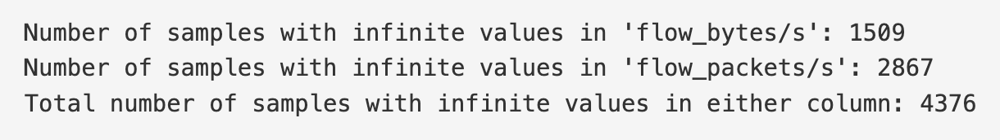 Number of samples with infinite values in 'flow_bytes/s': 1509
Number of samples with infinite values in 'flow_packets/s': 2867
Total number of samples with infinite values in either column: 4376